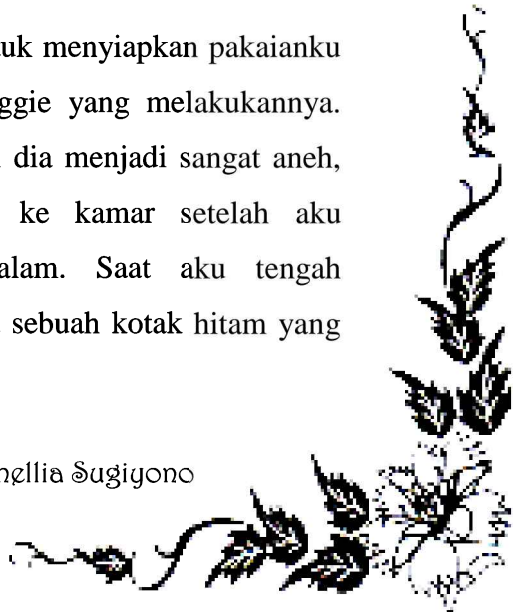 uk menyiapkan pakaianku
ggie yang melakukannya.
dia menjadi sangat aneh,
ke kamar setelah aku
alam. Saat aku tengah
sebuah kotak hitam yang
nellia Sugiyono